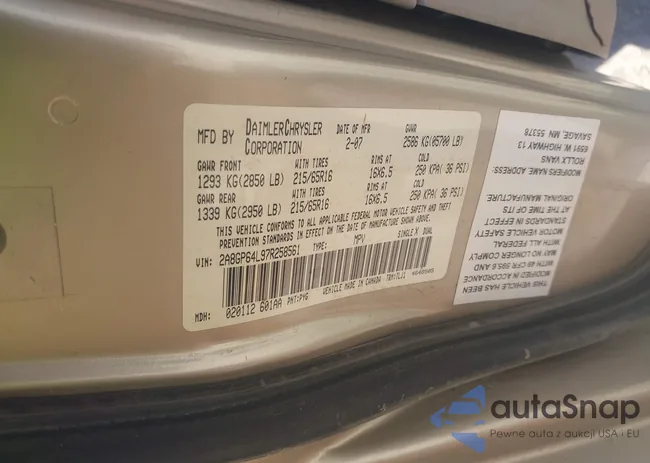 MFD BY DAIMLERCHRYSLER CORPORATION DATE OF MFR 2-07 GVWR 2586 KG(05700 LB)
GAWR FRONT WITH TIRES RIMS AT COLD
1293 KG(2850 LB) 215/65R16 16X6.5 250 KPA( 36 PSI)
GAWR REAR WITH TIRES RIMS AT COLD
1339 KG(2950 LB) 215/65R16 16X6.5 250 KPA( 36 PSI)
THIS VEHICLE CONFORMS TO ALL APPLICABLE FEDERAL MOTOR VEHICLE SAFETY AND THEFT
PREVENTION STANDARDS IN EFFECT ON THE DATE OF MANUFACTURE SHOWN ABOVE.
VIN: 2A8GP64L97R258561 TYPE: MPV SINGLE X DUAL
VEHICLE MADE IN CANADA
MDH: 020112 601AA PNT:PYG TRM:
THIS VEHICLE HAS BEEN
MODIFIED IN ACCORDANCE
WITH 49 CFR 595.6 AND
MAY NO LONGER COMPLY
WITH ALL FEDERAL
MOTOR VEHICLE SAFETY
STANDARDS IN EFFECT
AT THE TIME OF ITS
ORIGINAL MANUFACTURE.
MODIFIERS NAME, ADDRESS:
ROLLX VANS
6591 W. HIGHWAY 13
SAVAGE, MN 55378
autaSnap
Pewne auta z aukcji USA i EU